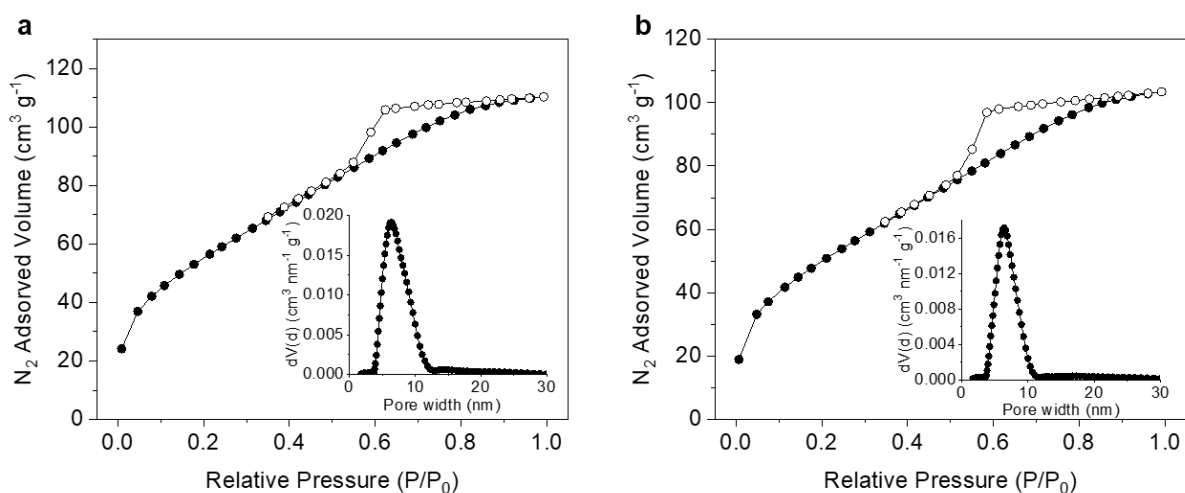 a
N₂ Adsorved Volume (cm³ g⁻¹)
120
100
80
60
40
20
0
0.0 0.2 0.4 0.6 0.8 1.0
Relative Pressure (P/P₀)
dV(d) (cm³ nm⁻¹ g⁻¹)
0.020
0.015
0.010
0.005
0.000
0 10 20 30
Pore width (nm)
b
N₂ Adsorved Volume (cm³ g⁻¹)
120
100
80
60
40
20
0
0.0 0.2 0.4 0.6 0.8 1.0
Relative Pressure (P/P₀)
dV(d) (cm³ nm⁻¹ g⁻¹)
0.016
0.012
0.008
0.004
0.000
0 10 20 30
Pore width (nm)